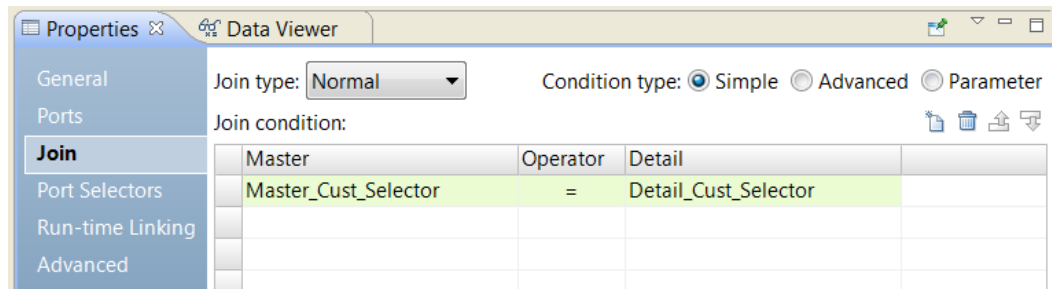 Properties Data Viewer
General
Join type: Normal Condition type: Simple Advanced Parameter
Ports
Join condition:
Join
Master Operator Detail
Port Selectors
Master_Cust_Selector = Detail_Cust_Selector
Run-time Linking
Advanced